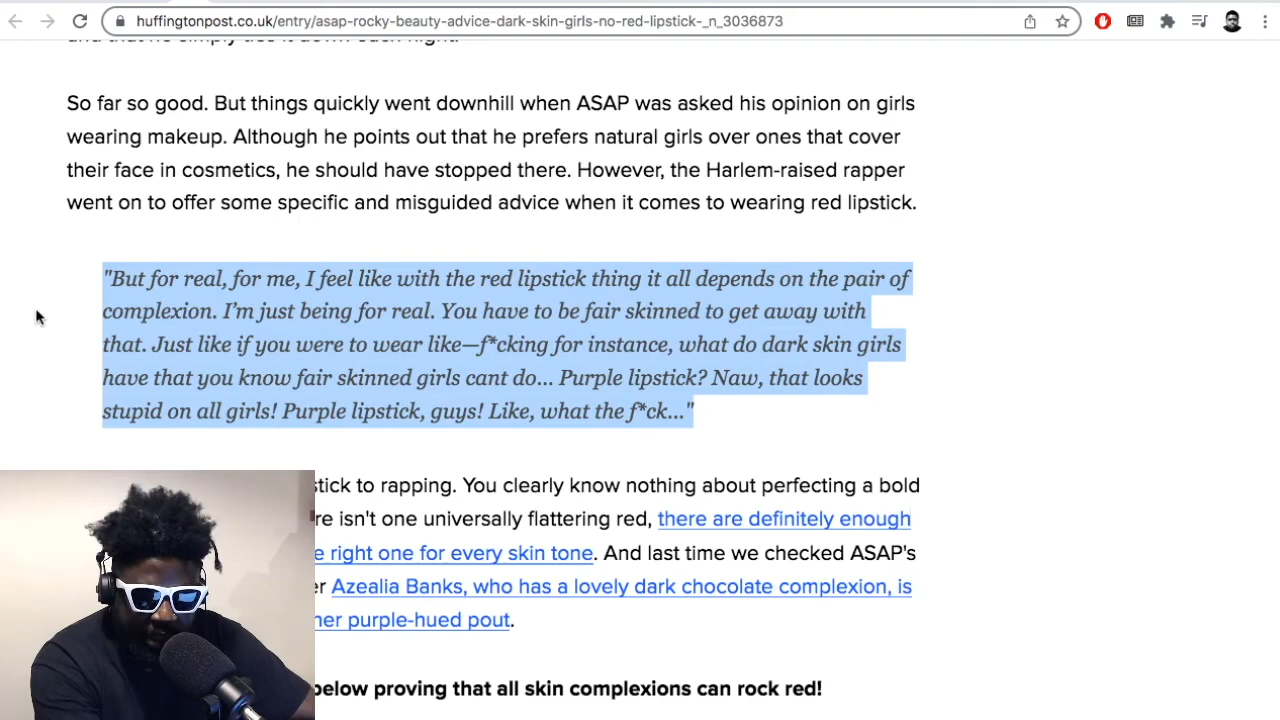 huffingtonpost.co.uk/entry/asap-rocky-beauty-advice-dark-skin-girls-no-red-lipstick-_n_3036873
So far so good. But things quickly went downhill when ASAP was asked his opinion on girls
wearing makeup. Although he points out that he prefers natural girls over ones that cover
their face in cosmetics, he should have stopped there. However, the Harlem-raised rapper
went on to offer some specific and misguided advice when it comes to wearing red lipstick.
"But for real, for me, I feel like with the red lipstick thing it all depends on the pair of
complexion. I'm just being for real. You have to be fair skinned to get away with
that. Just like if you were to wear like—f*cking for instance, what do dark skin girls
have that you know fair skinned girls cant do... Purple lipstick? Naw, that looks
stupid on all girls! Purple lipstick, guys! Like, what the f*ck..."
stick to rapping. You clearly know nothing about perfecting a bold
re isn't one universally flattering red, there are definitely enough
e right one for every skin tone. And last time we checked ASAP's
er Azealia Banks, who has a lovely dark chocolate complexion, is
her purple-hued pout.
below proving that all skin complexions can rock red!